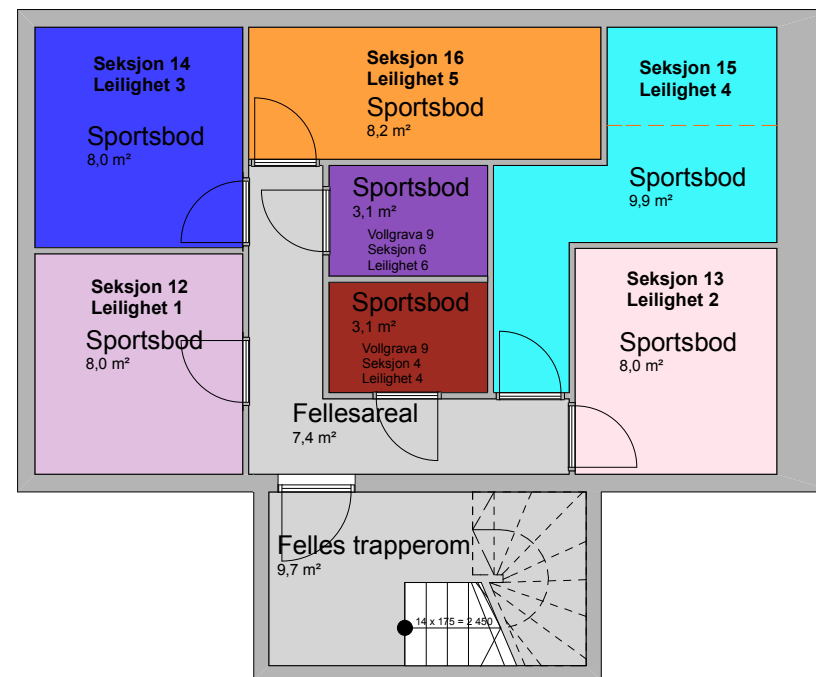 Seksjon 14
Leilighet 3
Sportsbod
8,0 m²
Seksjon 16
Leilighet 5
Sportsbod
8,2 m²
Seksjon 15
Leilighet 4
Sportsbod
9,9 m²
Sportsbod
3,1 m²
Vollgrava 9
Seksjon 6
Leilighet 6
Seksjon 12
Leilighet 1
Sportsbod
8,0 m²
Sportsbod
3,1 m²
Vollgrava 9
Seksjon 4
Leilighet 4
Seksjon 13
Leilighet 2
Sportsbod
8,0 m²
Fellesareal
7,4 m²
Felles trapperom
9,7 m²
14 x 175 = 2 450